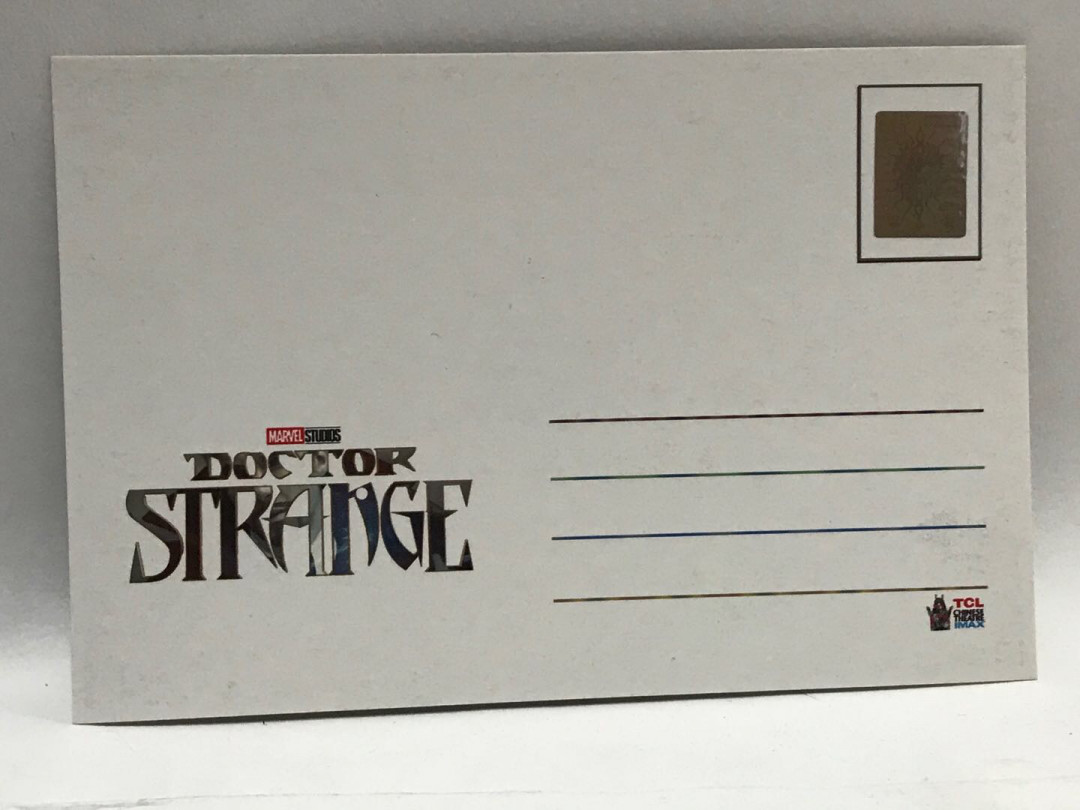 MARVEL STUDIOS
DOCTOR
STRANGE
TCL
CHINESE
THEATRE
IMAX